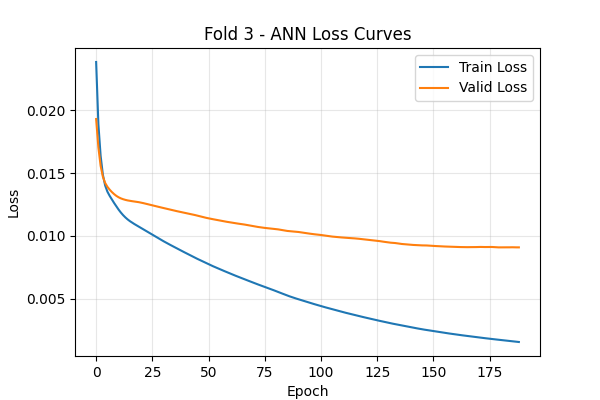 Fold 3 - ANN Loss Curves
Train Loss
Valid Loss
0.020
0.015
0.010
0.005
Loss
0 25 50 75 100 125 150 175
Epoch